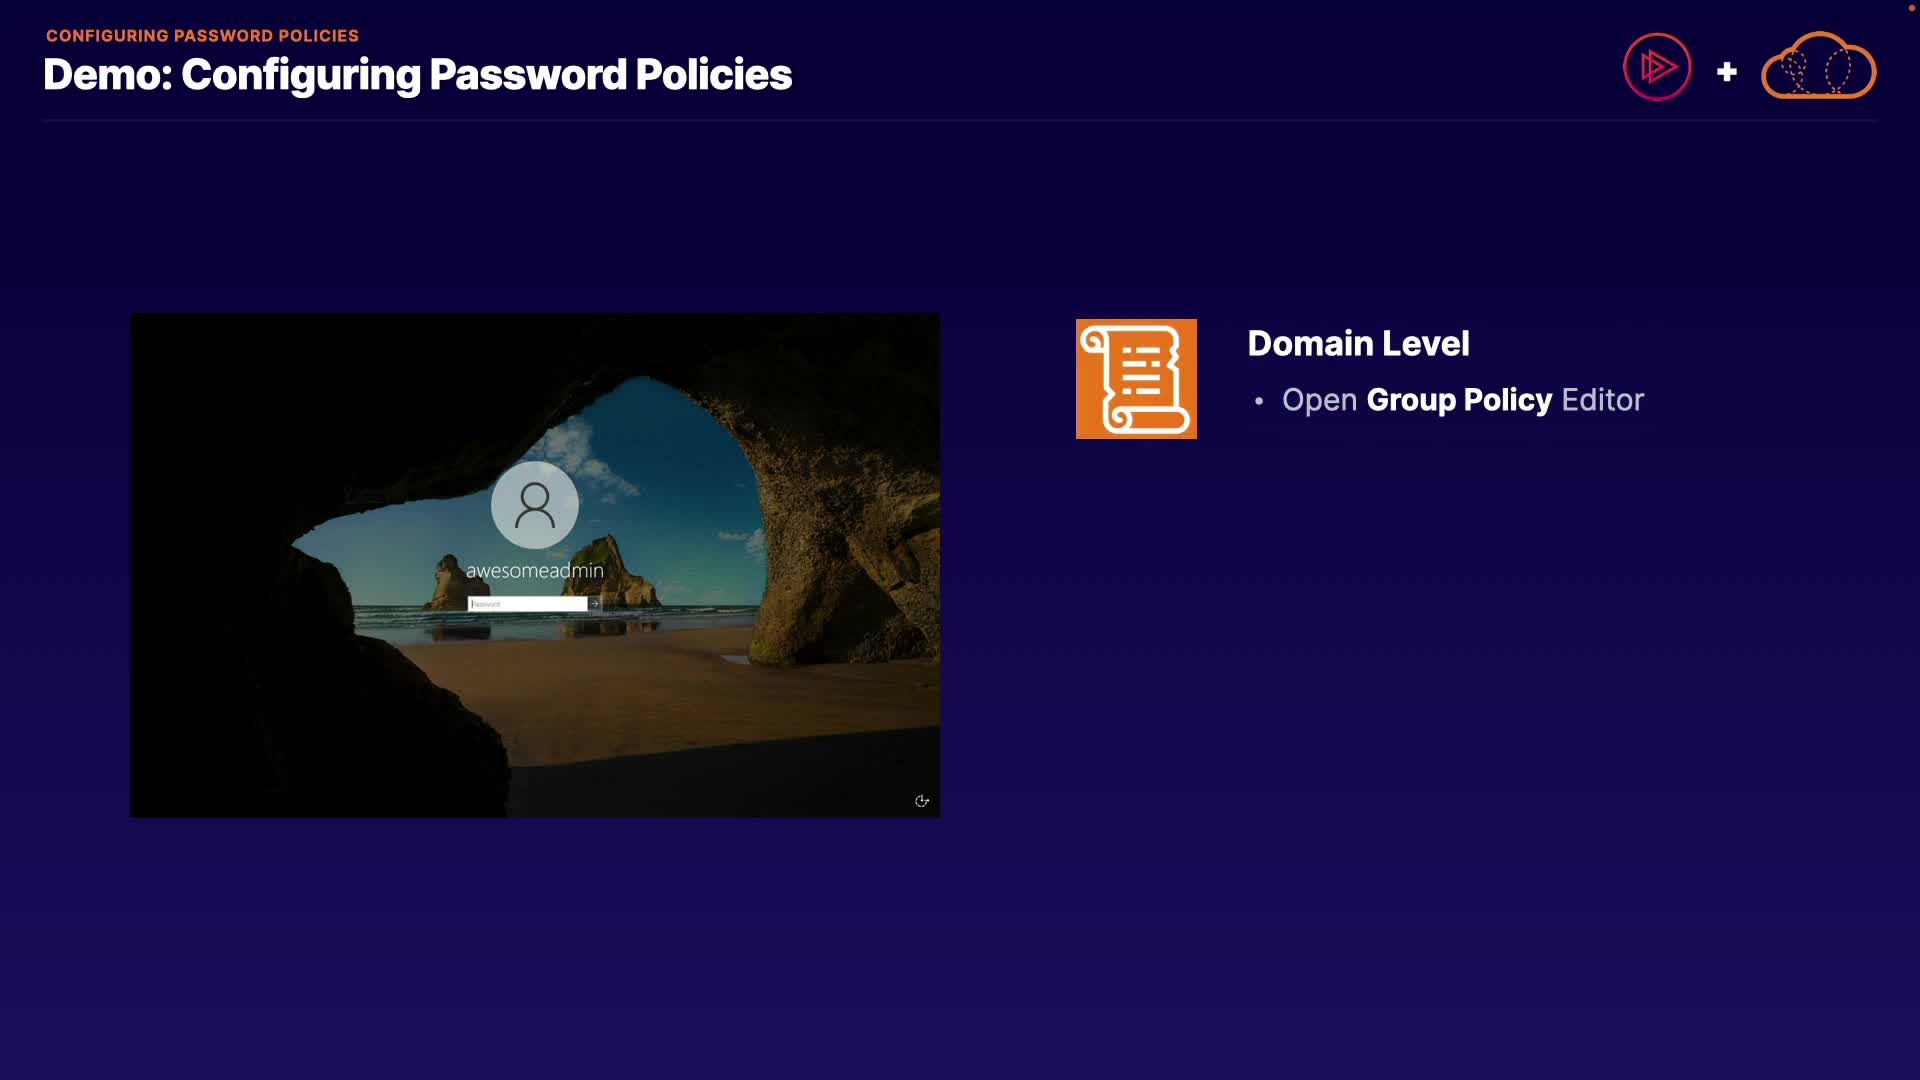 CONFIGURING PASSWORD POLICIES
Demo: Configuring Password Policies
Domain Level
• Open Group Policy Editor
awesomeadmin
Password